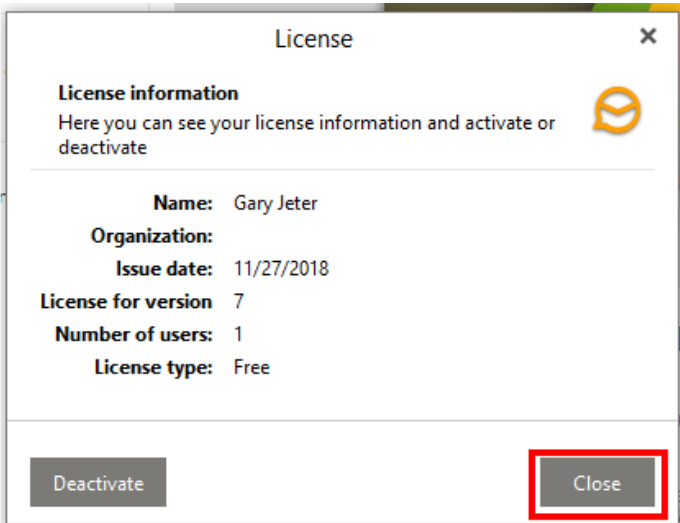 License
License information
Here you can see your license information and activate or
deactivate
Name: Gary Jeter
Organization:
Issue date: 11/27/2018
License for version 7
Number of users: 1
License type: Free
Deactivate
Close